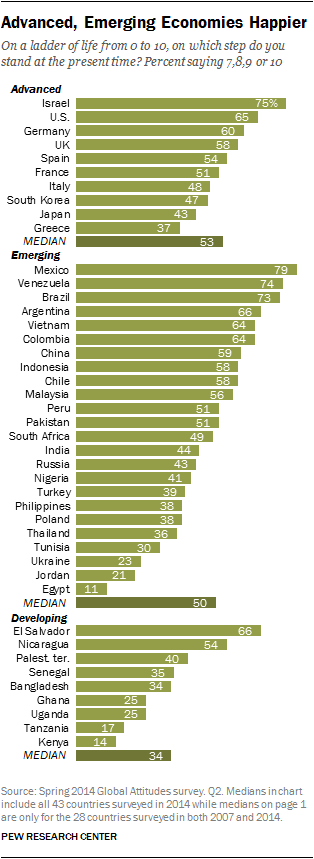 Advanced, Emerging Economies Happier
On a ladder of life from 0 to 10, on which step do you
stand at the present time? Percent saying 7,8,9 or 10
Advanced
Israel 75%
U.S. 65
Germany 60
UK 58
Spain 54
France 51
Italy 48
South Korea 47
Japan 43
Greece 37
MEDIAN 53
Emerging
Mexico 79
Venezuela 74
Brazil 73
Argentina 66
Vietnam 64
Colombia 64
China 59
Indonesia 58
Chile 58
Malaysia 56
Peru 51
Pakistan 51
South Africa 49
India 44
Russia 43
Nigeria 41
Turkey 39
Philippines 38
Poland 38
Thailand 36
Tunisia 30
Ukraine 23
Jordan 21
Egypt 11
MEDIAN 50
Developing
El Salvador 66
Nicaragua 54
Palest. ter. 40
Senegal 35
Bangladesh 34
Ghana 25
Uganda 25
Tanzania 17
Kenya 14
MEDIAN 34
Source: Spring 2014 Global Attitudes survey. Q2. Medians in chart
include all 43 countries surveyed in 2014 while medians on page 1
are only for the 28 countries surveyed in both 2007 and 2014.
PEW RESEARCH CENTER